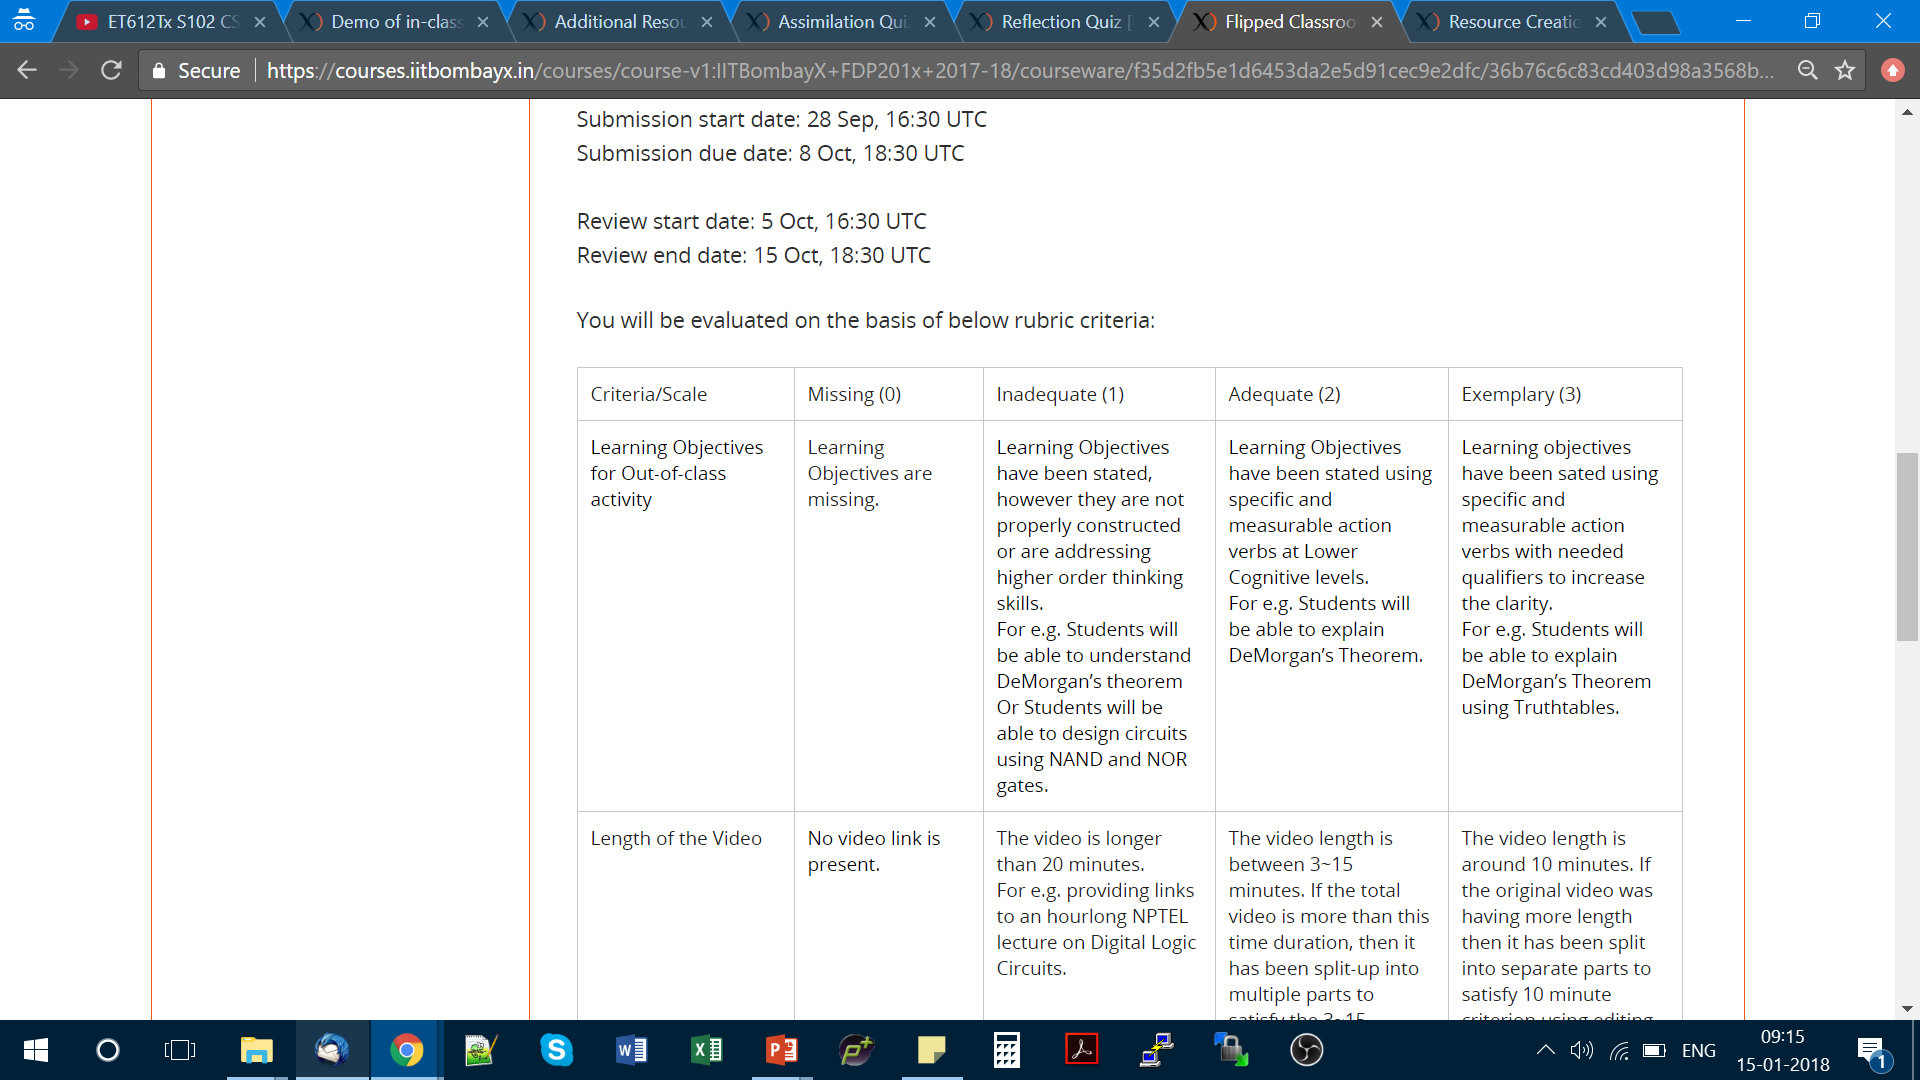 ET612Tx S102 CS
Demo of in-class
Additional Resou
Assimilation Qui
Reflection Quiz [
Flipped Classroo
Resource Creatio
Secure
https://courses.iitbombayx.in/courses/course-v1:IITBombayX+FDP201x+2017-18/courseware/f35d2fb5e1d6453da2e5d91cec9e2dfc/36b76c6c83cd403d98a3568b...
Submission start date: 28 Sep, 16:30 UTC
Submission due date: 8 Oct, 18:30 UTC
Review start date: 5 Oct, 16:30 UTC
Review end date: 15 Oct, 18:30 UTC
You will be evaluated on the basis of below rubric criteria:
Criteria/Scale
Missing (0)
Inadequate (1)
Adequate (2)
Exemplary (3)
Learning Objectives
for Out-of-class
activity
Learning
Objectives are
missing.
Learning Objectives
have been stated,
however they are not
properly constructed
or are addressing
higher order thinking
skills.
For e.g. Students will
be able to understand
DeMorgan's theorem
Or Students will be
able to design circuits
using NAND and NOR
gates.
Learning Objectives
have been stated using
specific and
measurable action
verbs at Lower
Cognitive levels.
For e.g. Students will
be able to explain
DeMorgan's Theorem.
Learning objectives
have been sated using
specific and
measurable action
verbs with needed
qualifiers to increase
the clarity.
For e.g. Students will
be able to explain
DeMorgan's Theorem
using Truthtables.
Length of the Video
No video link is
present.
The video is longer
than 20 minutes.
For e.g. providing links
to an hourlong NPTEL
lecture on Digital Logic
Circuits.
The video length is
between 3~15
minutes. If the total
video is more than this
time duration, then it
has been split-up into
multiple parts to
satisfy the 3~15
The video length is
around 10 minutes. If
the original video was
having more length
then it has been split
into separate parts to
satisfy 10 minute
criterion using editing
ENG
09:15
15-01-2018
1